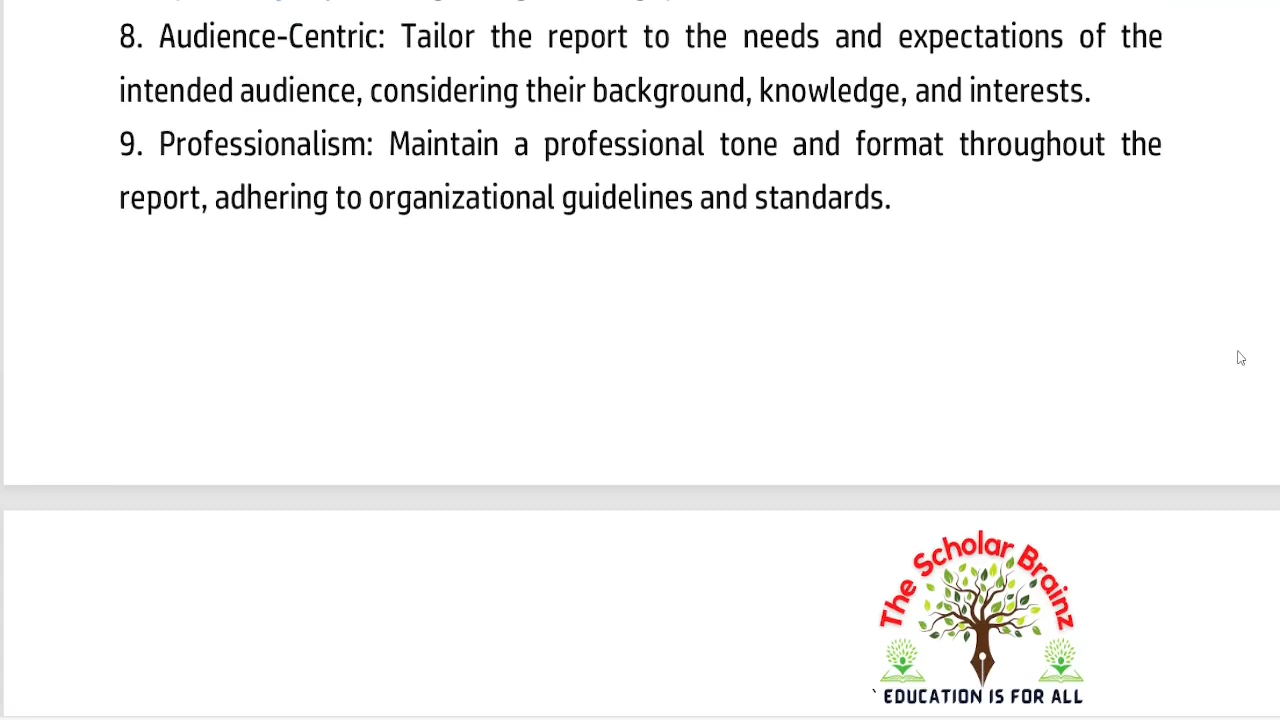 8. Audience-Centric: Tailor the report to the needs and expectations of the
intended audience, considering their background, knowledge, and interests.
9. Professionalism: Maintain a professional tone and format throughout the
report, adhering to organizational guidelines and standards.
The Scholar Brainz
` EDUCATION IS FOR ALL